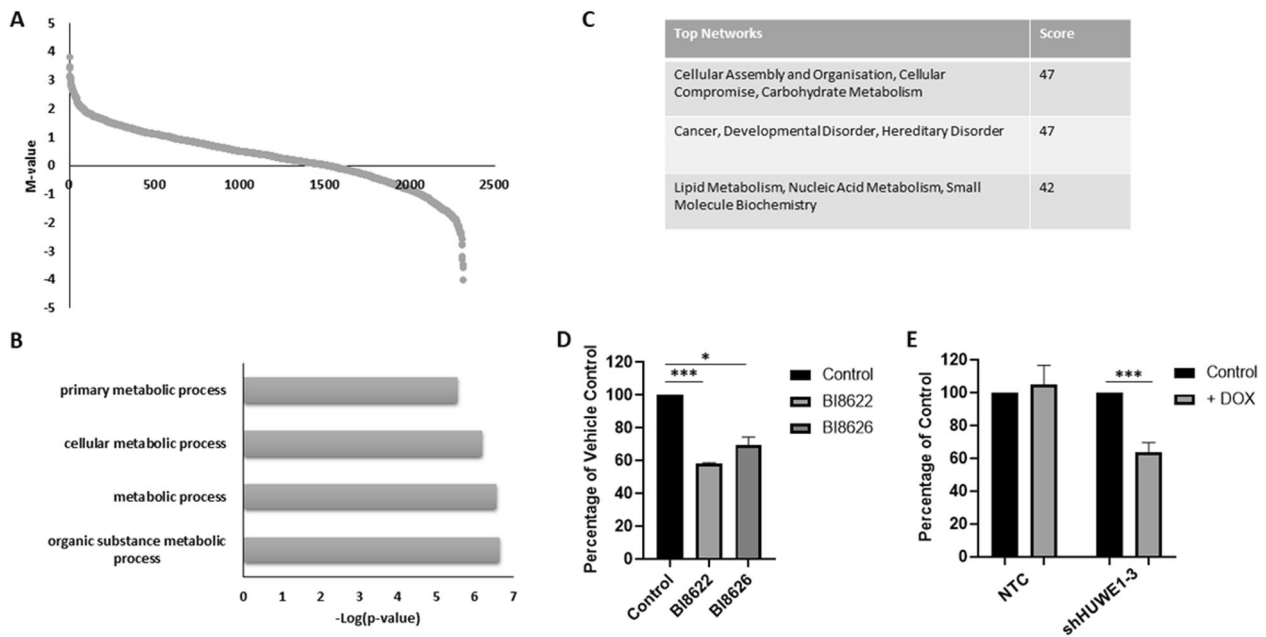 A
5
4
3
2
1
0
-1
-2
-3
-4
-5
M-value
0
500
1000
1500
2000
2500
C
Top Networks Score
Cellular Assembly and Organisation, Cellular 47
Compromise, Carbohydrate Metabolism
Cancer, Developmental Disorder, Hereditary Disorder 47
Lipid Metabolism, Nucleic Acid Metabolism, Small 42
Molecule Biochemistry
B
primary metabolic process
cellular metabolic process
metabolic process
organic substance metabolic
process
0 1 2 3 4 5 6 7
-Log(p-value)
D
Percentage of Vehicle Control
120
100
80
60
40
20
0
***
*
Control
BI8622
BI8626
Control
BI8622
BI8626
E
Percentage of Control
120
100
80
60
40
20
0
***
NTC
shHUWE1-3
Control
+ DOX